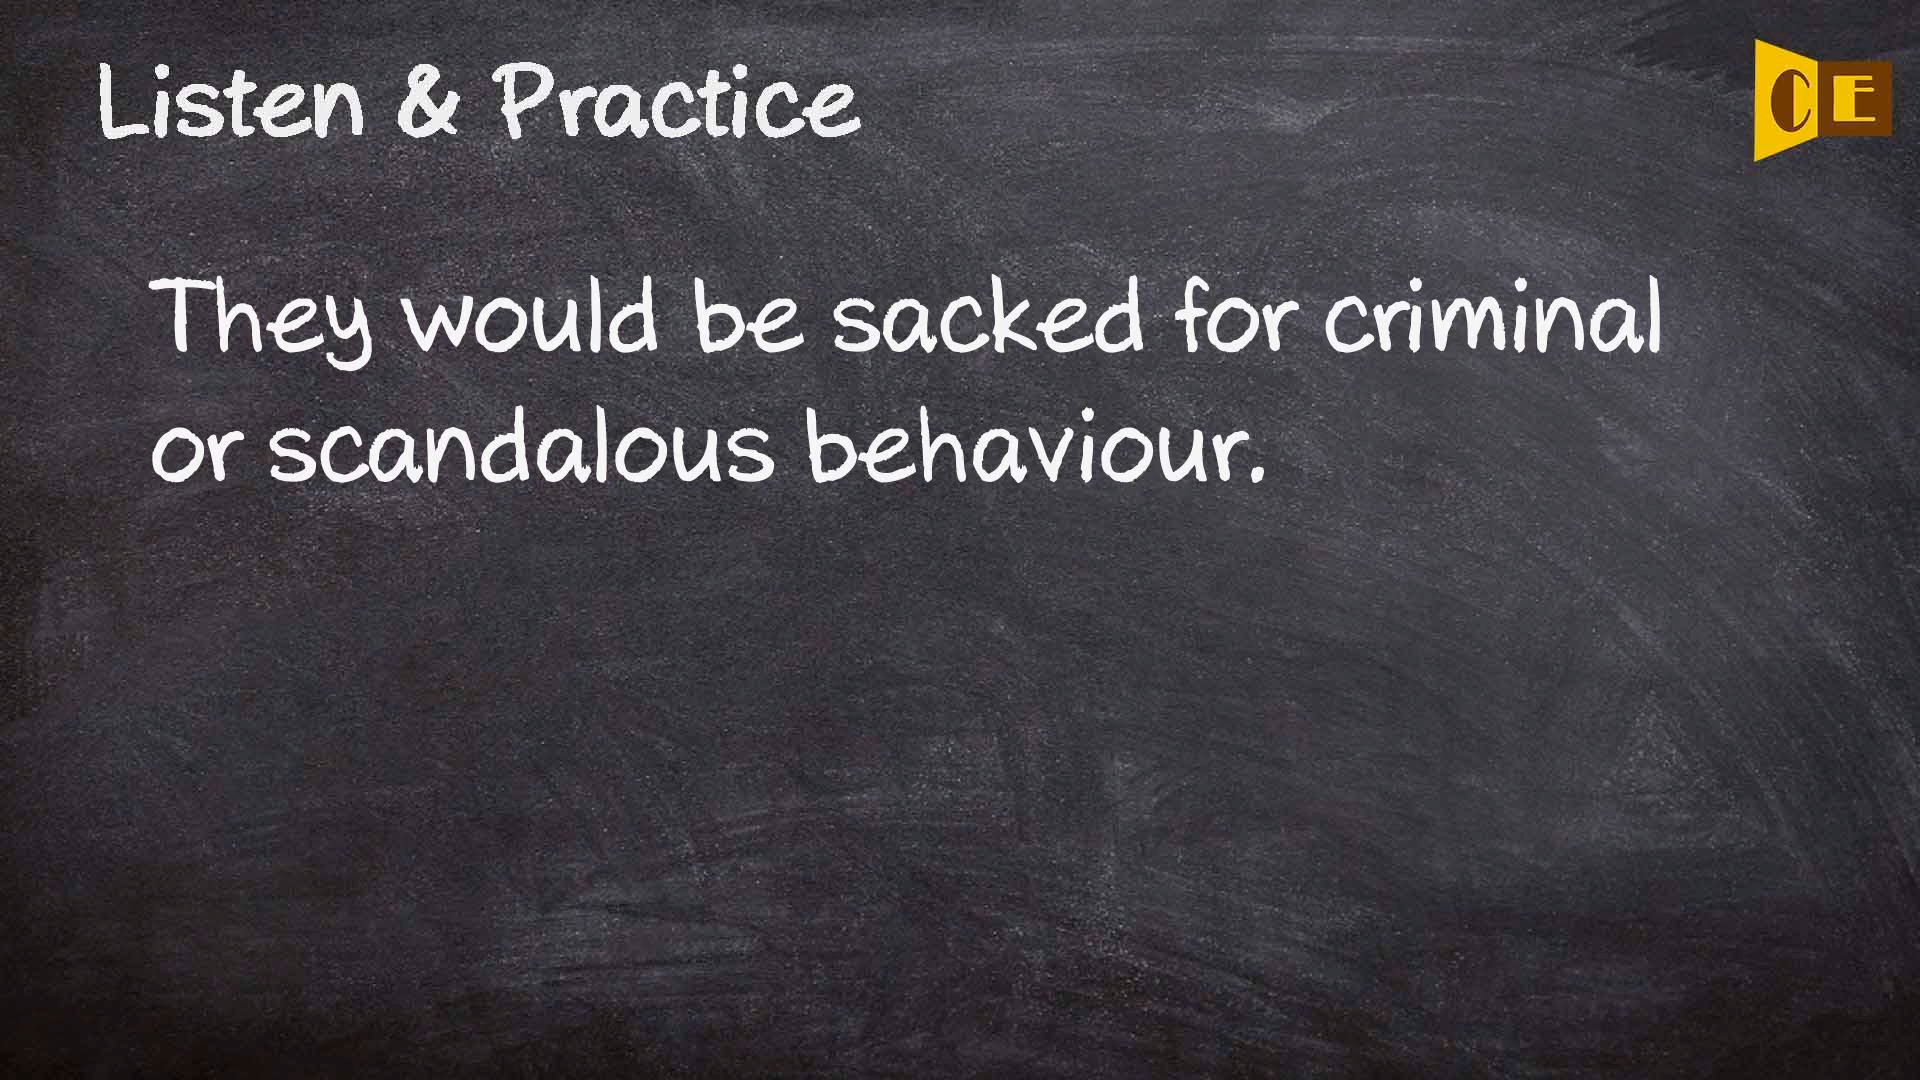 Listen & Practice
CE
They would be sacked for criminal
or scandalous behaviour.